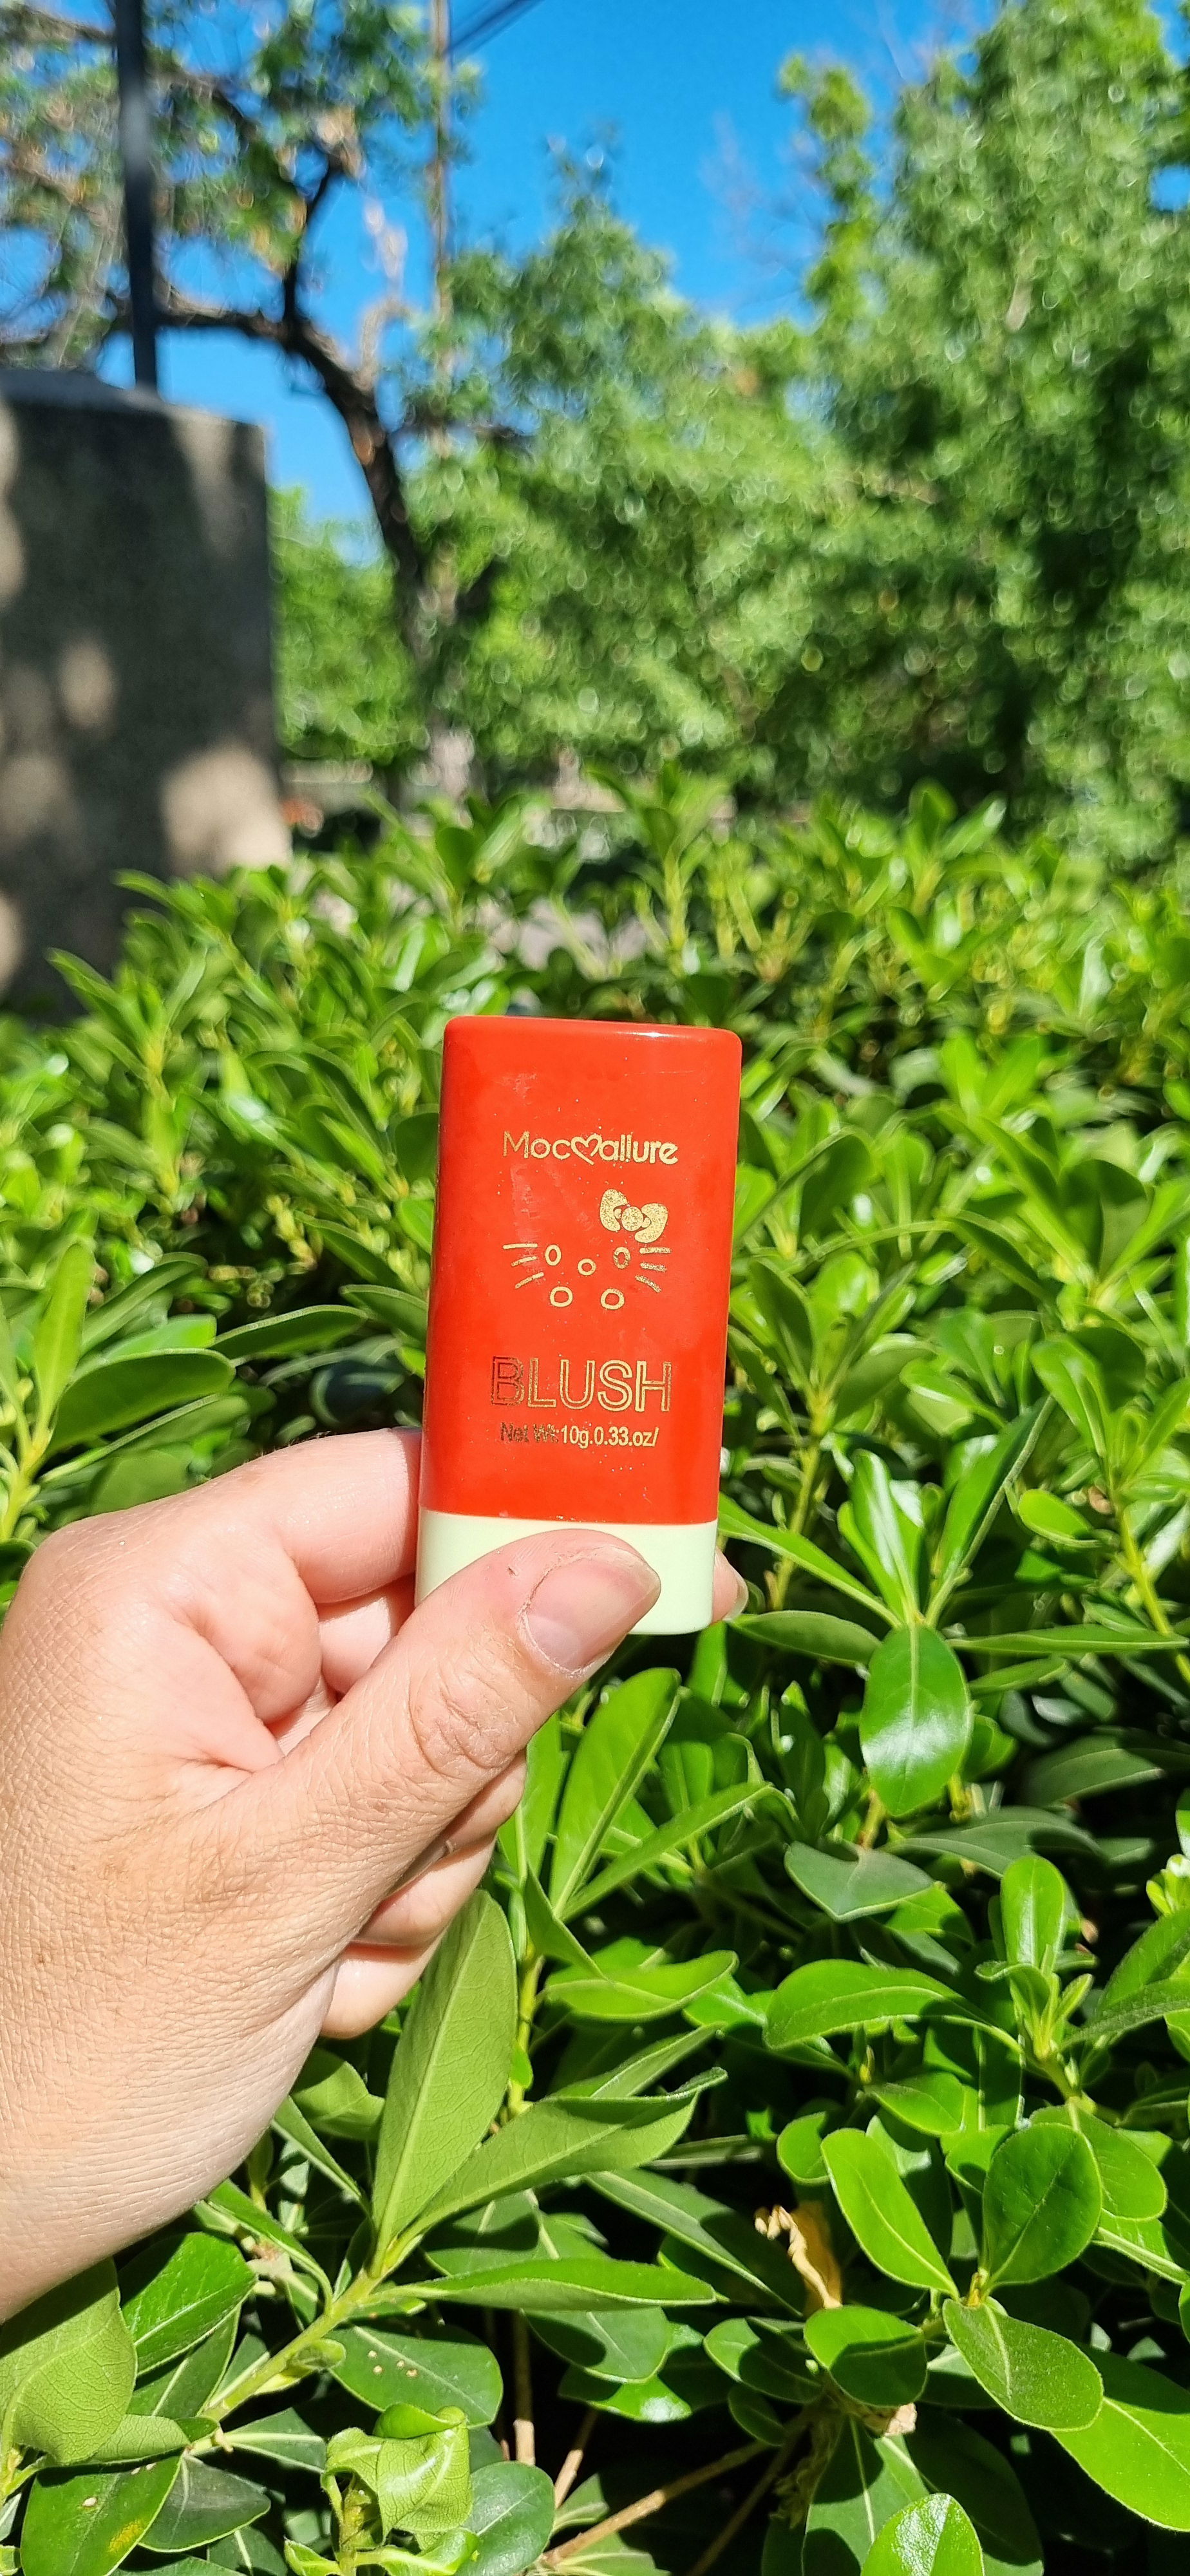 Mocallure
BLUSH
Net Wt:10g.0.33.oz/